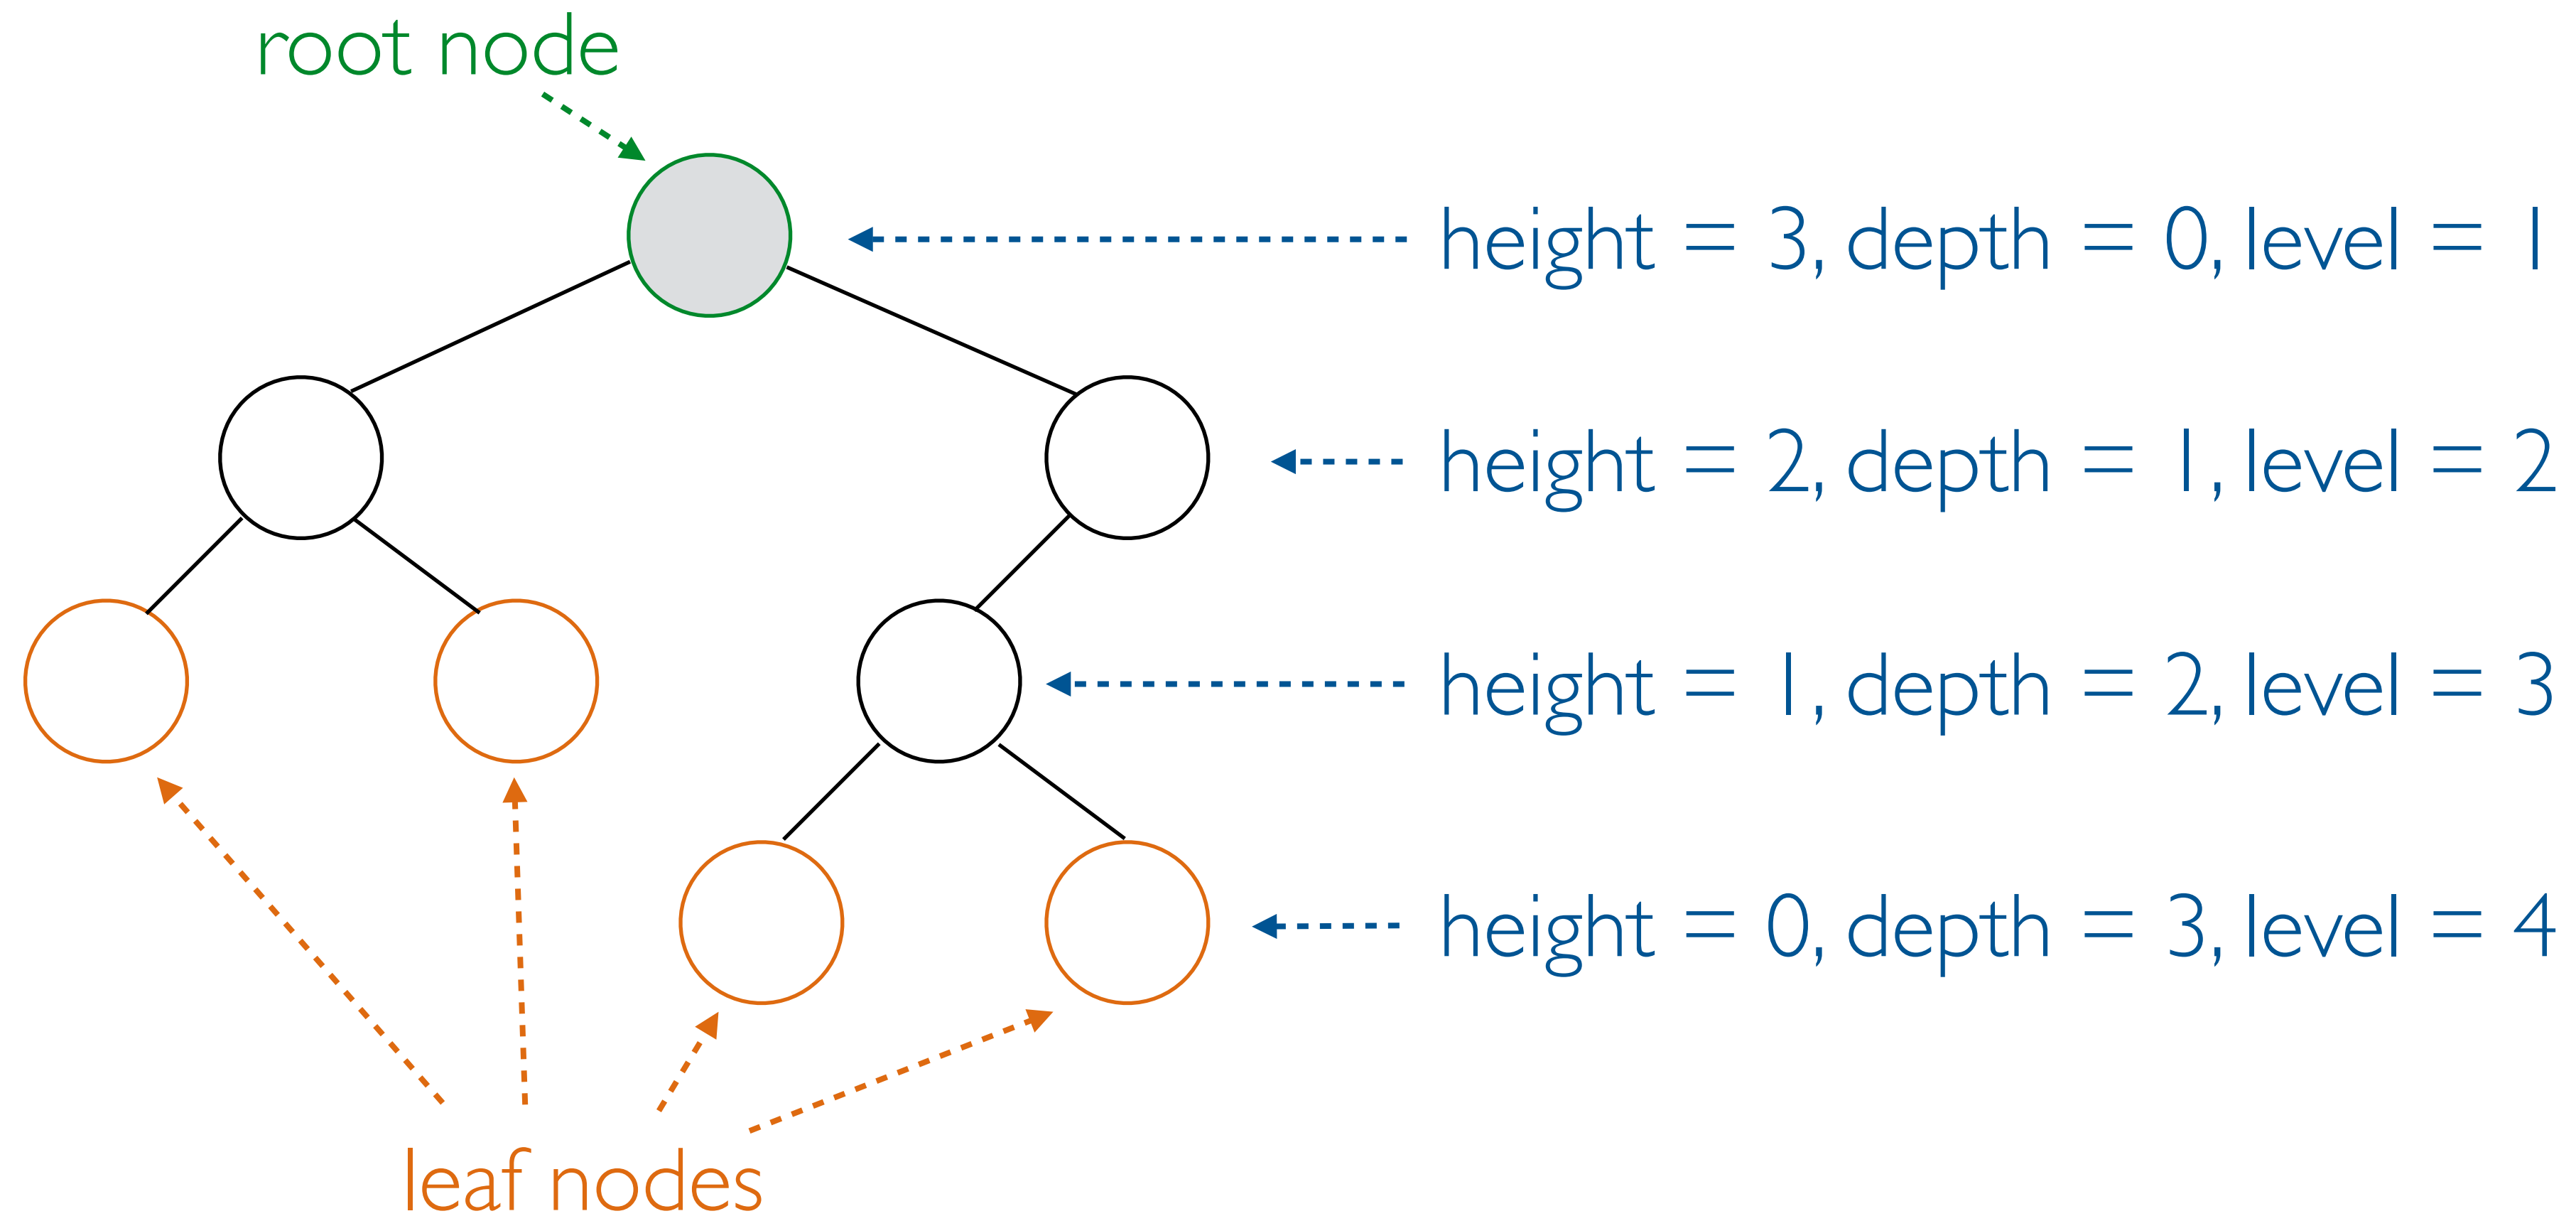 root node
height = 3, depth = 0, level = 1
height = 2, depth = 1, level = 2
height = 1, depth = 2, level = 3
height = 0, depth = 3, level = 4
leaf nodes